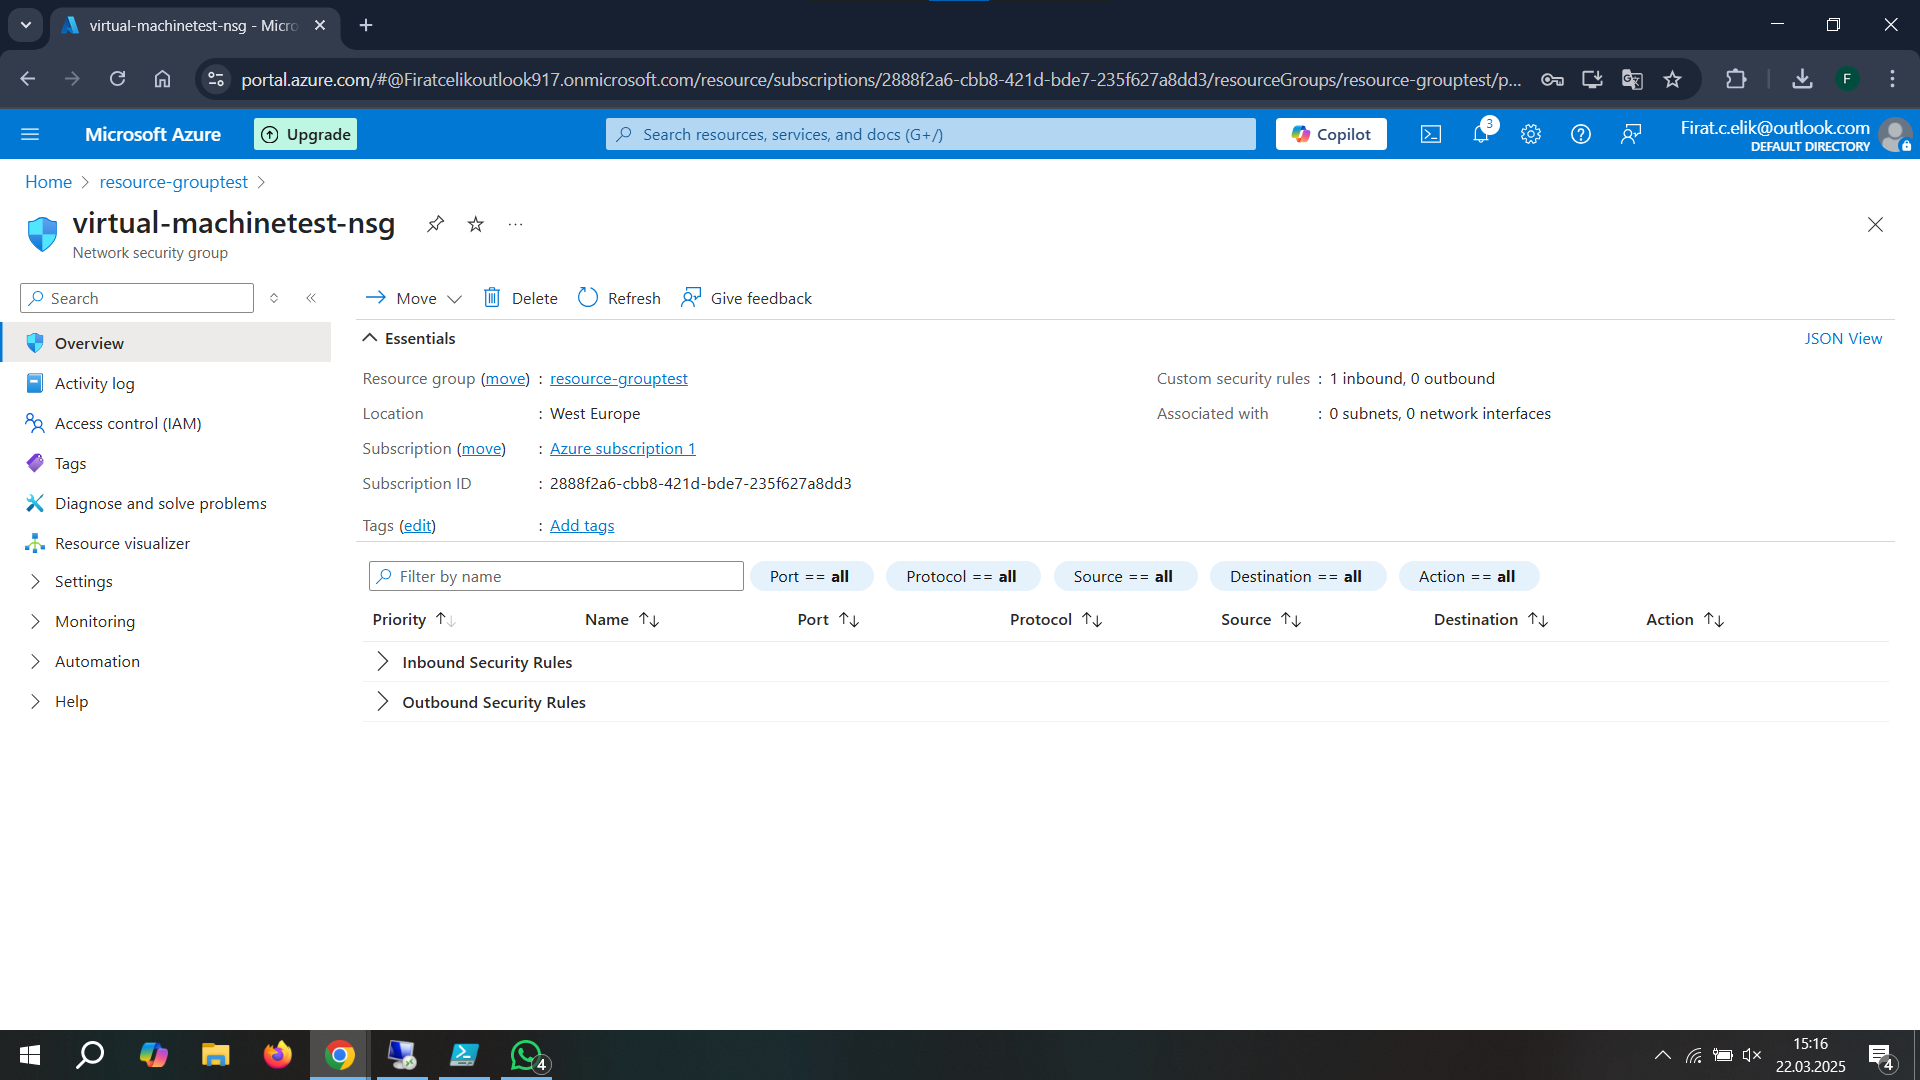 virtual-machinetest-nsg - Micro
portal.azure.com/#@Firatcelikoutlook917.onmicrosoft.com/resource/subscriptions/2888f2a6-cbb8-421d-bde7-235f627a8dd3/resourceGroups/resource-grouptest/p...
F
Microsoft Azure
Upgrade
Search resources, services, and docs (G+/)
Copilot
3
Firat.c.elik@outlook.com
DEFAULT DIRECTORY
Home
resource-grouptest
virtual-machinetest-nsg
...
Network security group
Search
Move
Delete
Refresh
Give feedback
Overview
Activity log
Access control (IAM)
Tags
Diagnose and solve problems
Resource visualizer
Settings
Monitoring
Automation
Help
Essentials
JSON View
Resource group (move) : resource-grouptest
Location : West Europe
Subscription (move) : Azure subscription 1
Subscription ID : 2888f2a6-cbb8-421d-bde7-235f627a8dd3
Tags (edit) : Add tags
Custom security rules : 1 inbound, 0 outbound
Associated with : 0 subnets, 0 network interfaces
Filter by name
Port == all
Protocol == all
Source == all
Destination == all
Action == all
Priority Name Port Protocol Source Destination Action
Inbound Security Rules
Outbound Security Rules
4
15:16
22.03.2025
4